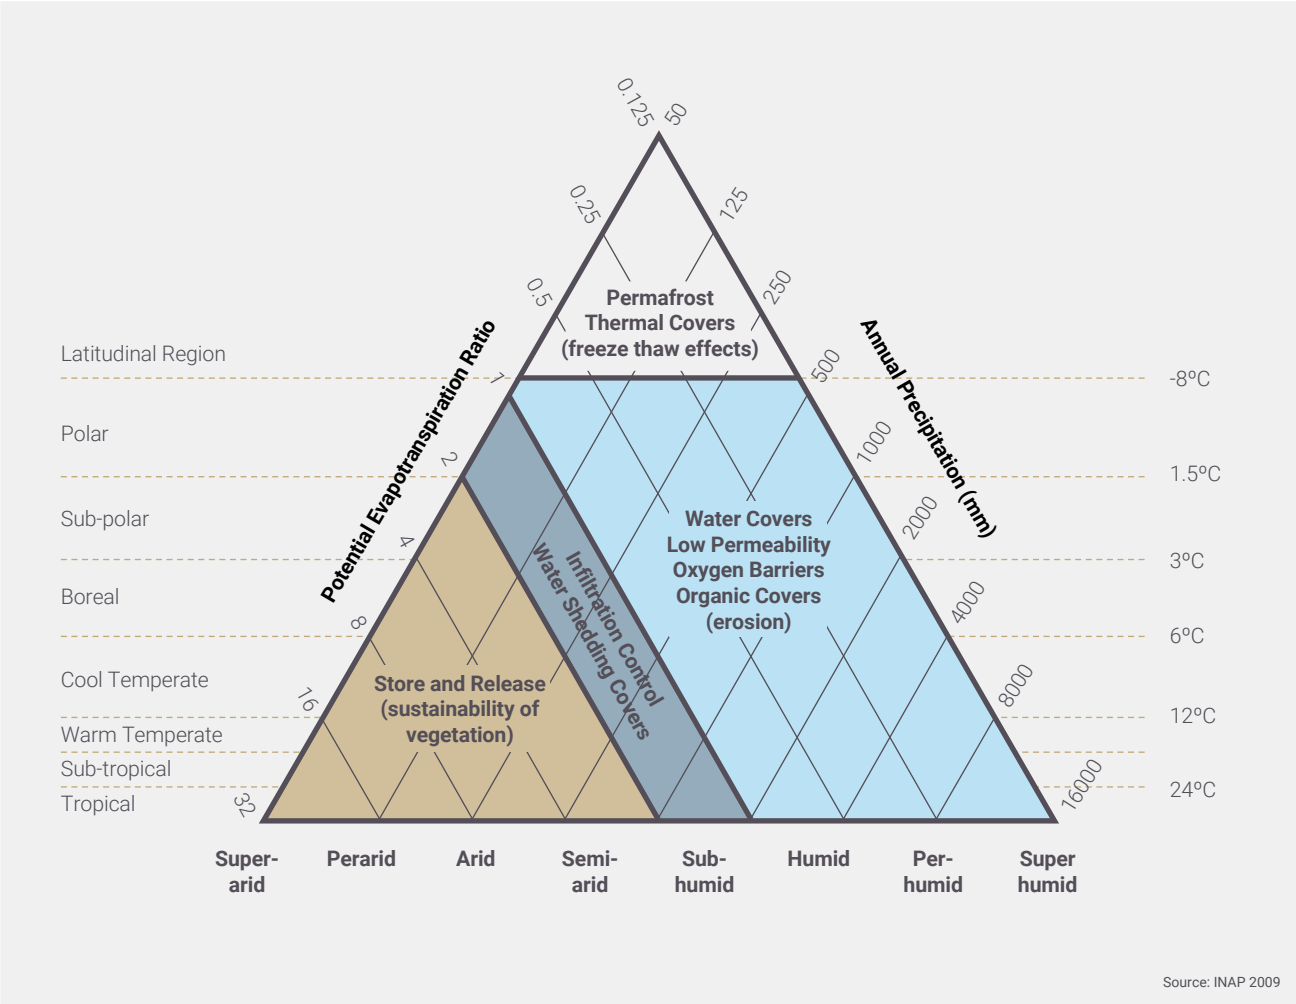 0.125
50
0.25
125
0.5
250
Permafrost
Thermal Covers
(freeze thaw effects)
Potential Evapotranspiration Ratio
Annual Precipitation (mm)
Latitudinal Region
1
500
-8ºC
Polar
2
1000
1.5ºC
Sub-polar
4
2000
3ºC
Water Covers
Low Permeability
Oxygen Barriers
Organic Covers
(erosion)
Infiltration Control
Water Shedding Covers
Boreal
8
4000
6ºC
Cool Temperate
Store and Release
(sustainability of
vegetation)
16
8000
12ºC
Warm Temperate
Sub-tropical
24ºC
Tropical
32
16000
Super-
arid
Perarid
Arid
Semi-
arid
Sub-
humid
Humid
Per-
humid
Super
humid
Source: INAP 2009